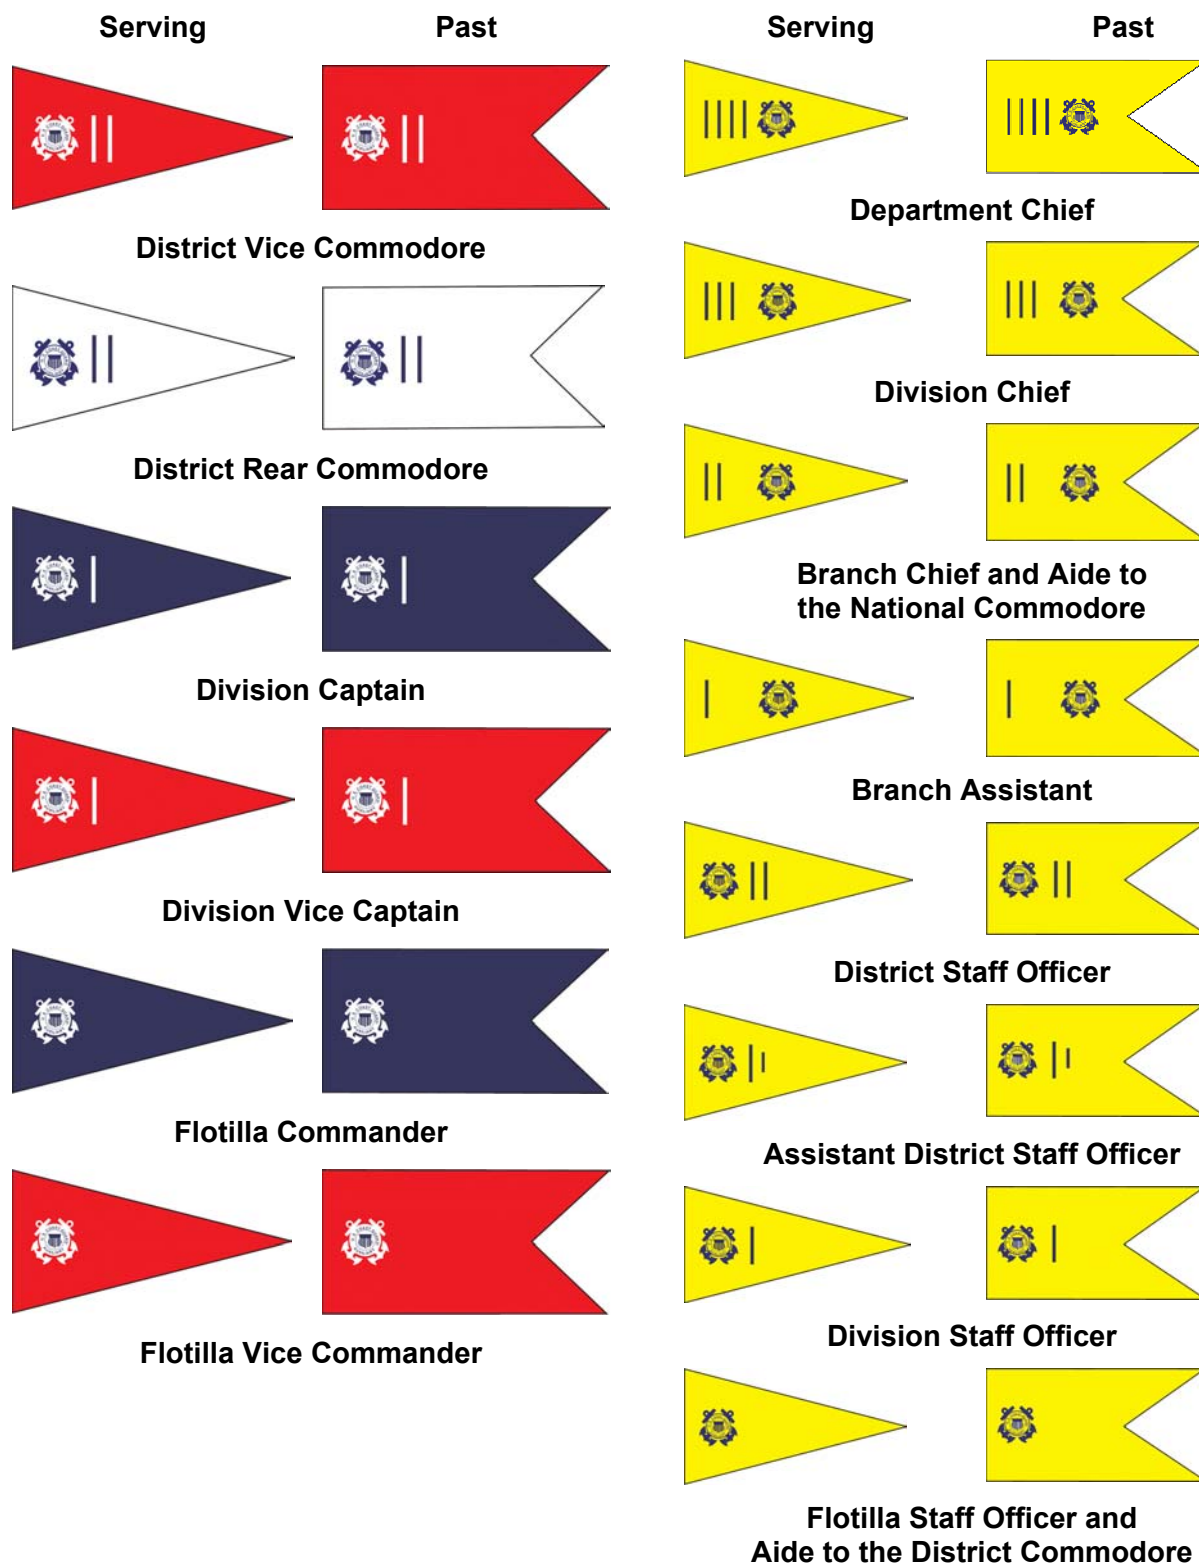 Serving
Past
District Vice Commodore
District Rear Commodore
Division Captain
Division Vice Captain
Flotilla Commander
Flotilla Vice Commander
Serving
Past
Department Chief
Division Chief
Branch Chief and Aide to
the National Commodore
Branch Assistant
District Staff Officer
Assistant District Staff Officer
Division Staff Officer
Flotilla Staff Officer and
Aide to the District Commodore